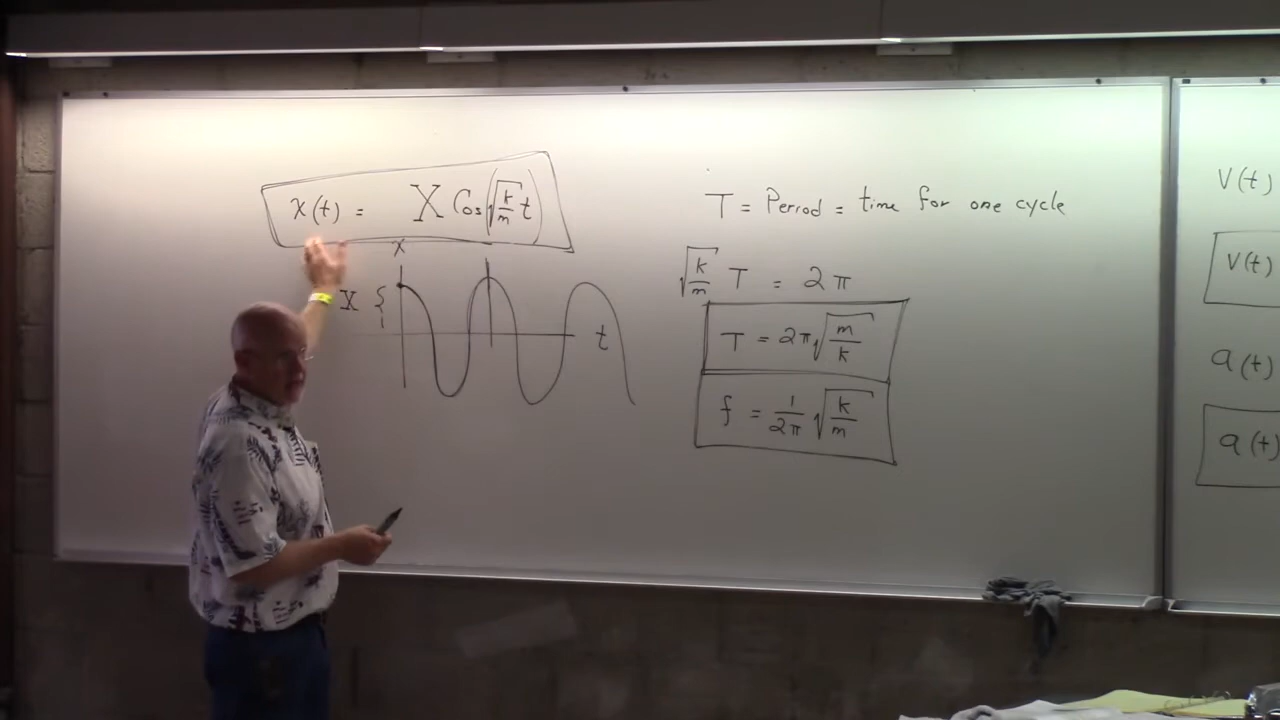 x(t) = X Cos(√(k/m) t)
x
X {
t
T = Period = time for one cycle
√(k/m) T = 2π
T = 2π√(m/k)
f = 1/2π √(k/m)
V(t)
V(t)
a(t)
a(t)